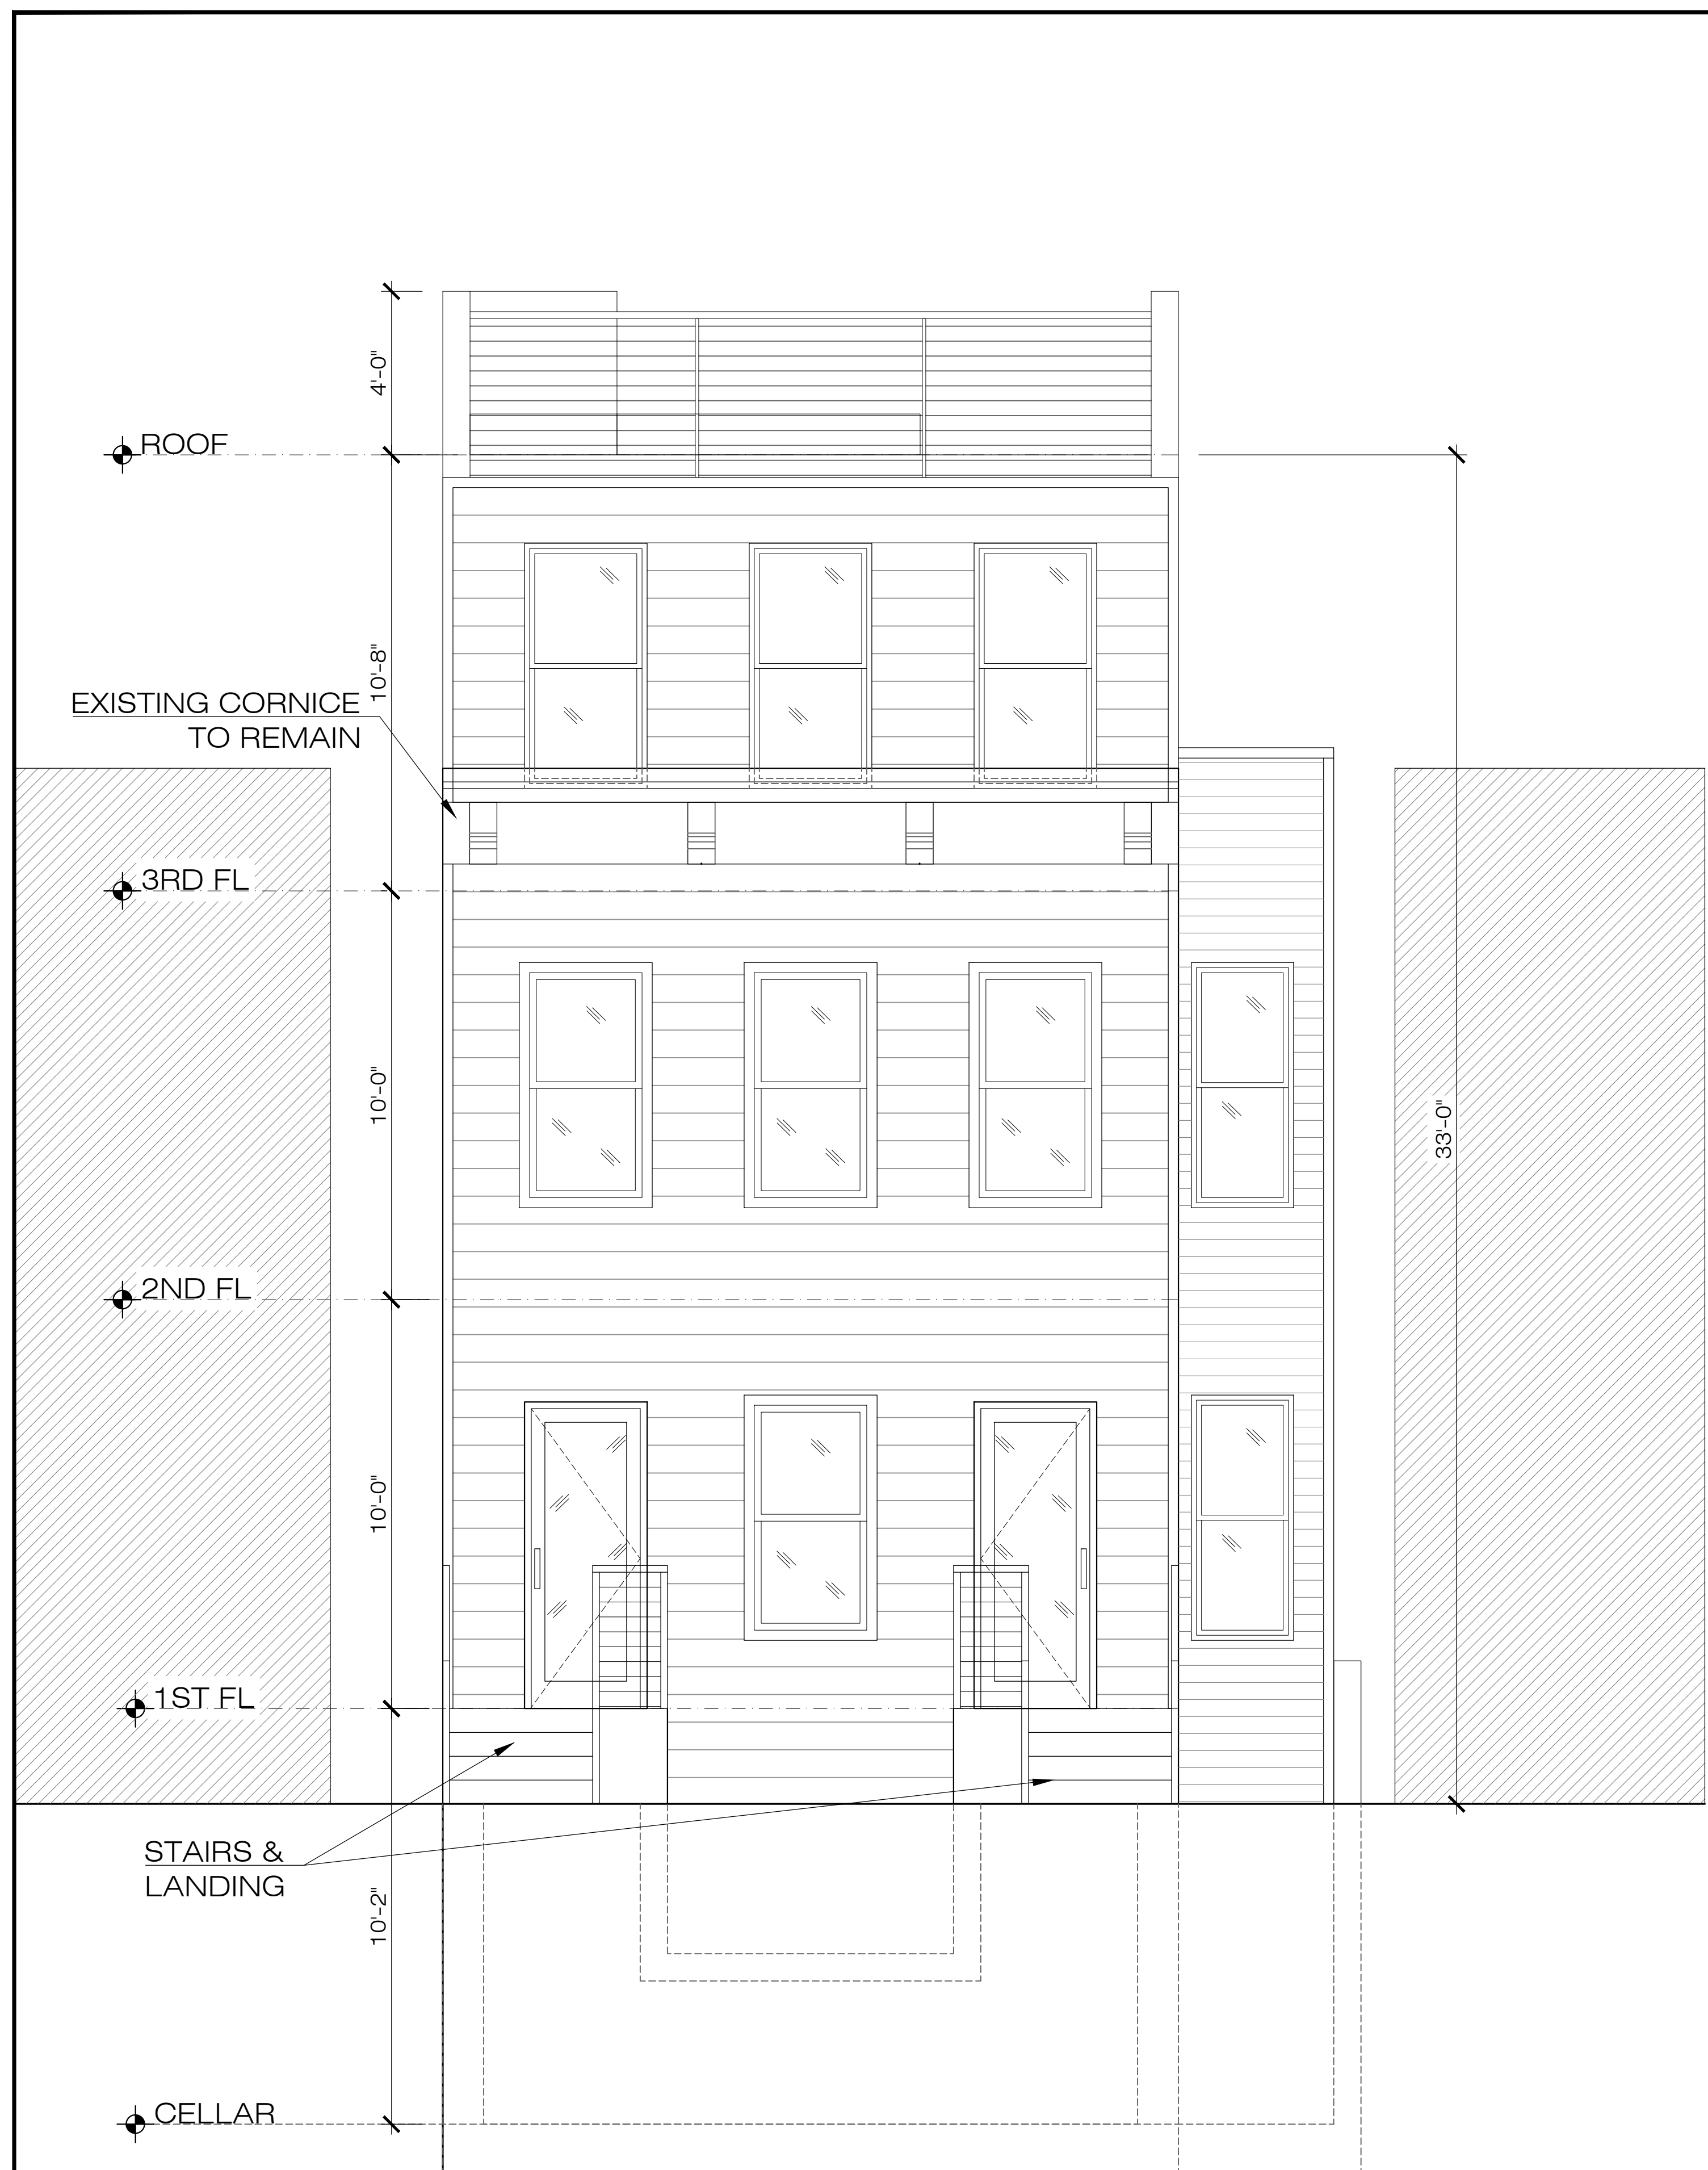 4'-0"
ROOF
10'-8"
EXISTING CORNICE
TO REMAIN
3RD FL
10'-0"
33'-0"
2ND FL
10'-0"
1ST FL
STAIRS &
LANDING
10'-2"
CELLAR